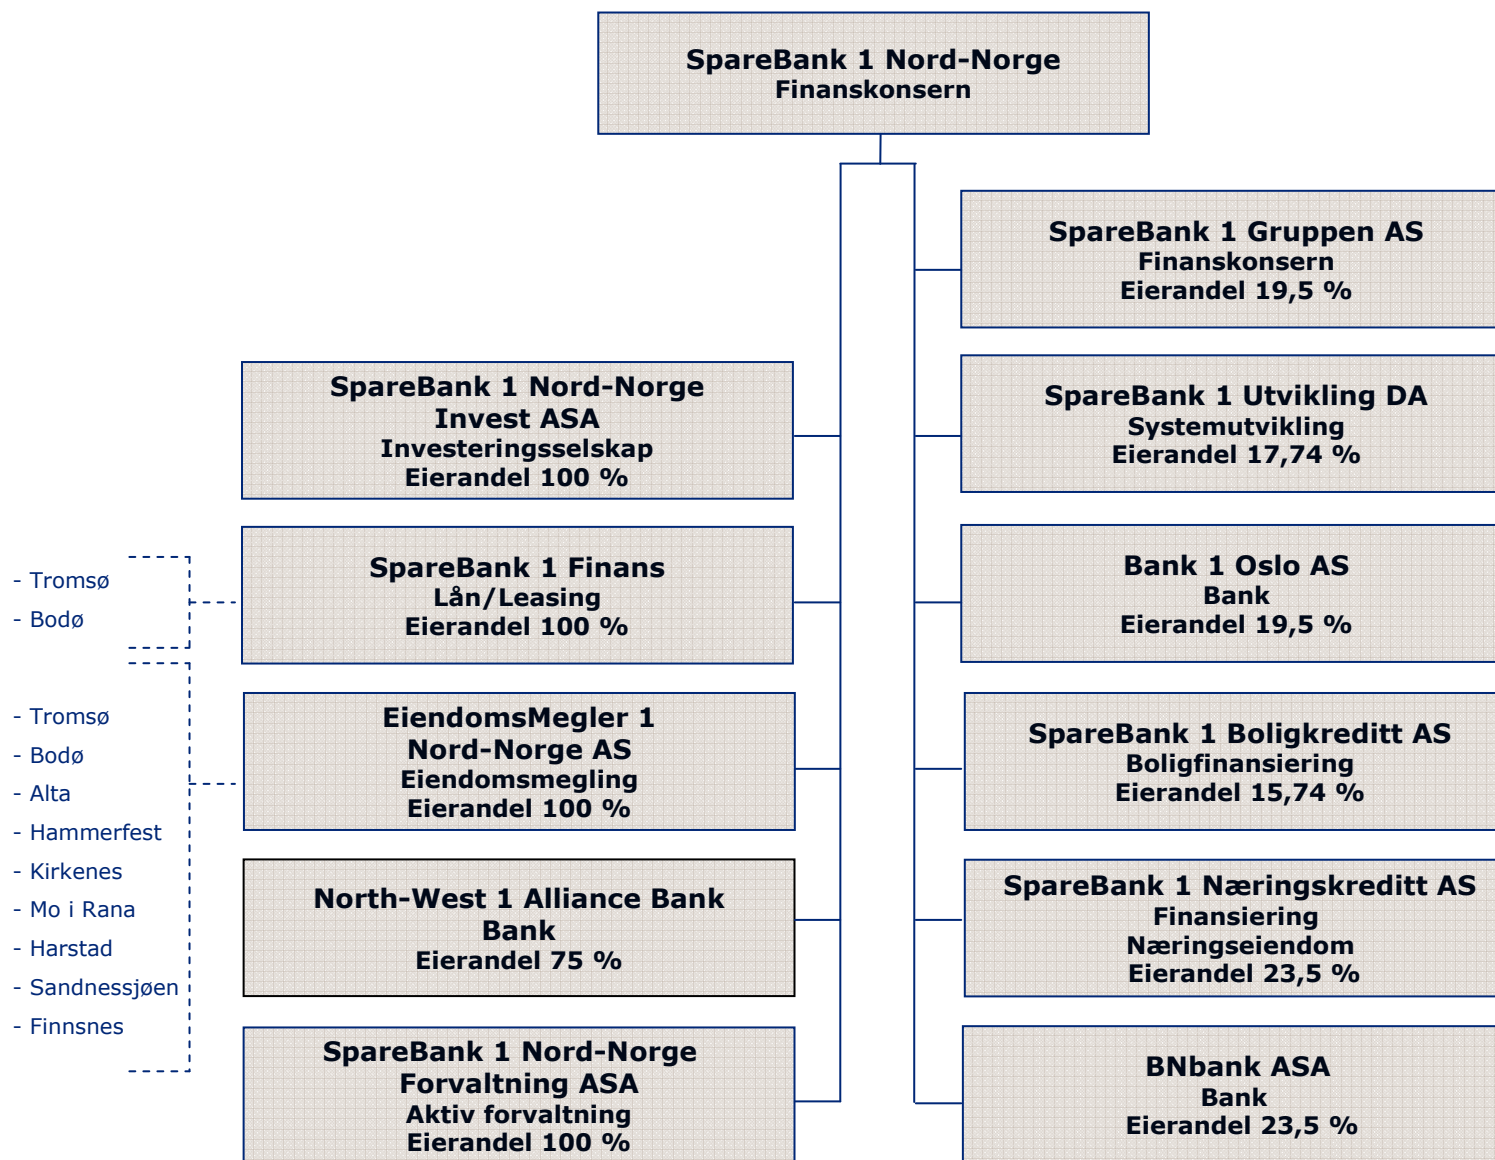 SpareBank 1 Nord-Norge
Finanskonsern
SpareBank 1 Gruppen AS
Finanskonsern
Eierandel 19,5 %
SpareBank 1 Nord-Norge
Invest ASA
Investeringsselskap
Eierandel 100 %
SpareBank 1 Utvikling DA
Systemutvikling
Eierandel 17,74 %
- Tromsø
- Bodø
SpareBank 1 Finans
Lån/Leasing
Eierandel 100 %
Bank 1 Oslo AS
Bank
Eierandel 19,5 %
- Tromsø
- Bodø
- Alta
- Hammerfest
- Kirkenes
- Mo i Rana
- Harstad
- Sandnessjøen
- Finnsnes
EiendomsMegler 1
Nord-Norge AS
Eiendomsmegling
Eierandel 100 %
SpareBank 1 Boligkreditt AS
Boligfinansiering
Eierandel 15,74 %
North-West 1 Alliance Bank
Bank
Eierandel 75 %
SpareBank 1 Næringskreditt AS
Finansiering
Næringseiendom
Eierandel 23,5 %
SpareBank 1 Nord-Norge
Forvaltning ASA
Aktiv forvaltning
Eierandel 100 %
BNbank ASA
Bank
Eierandel 23,5 %